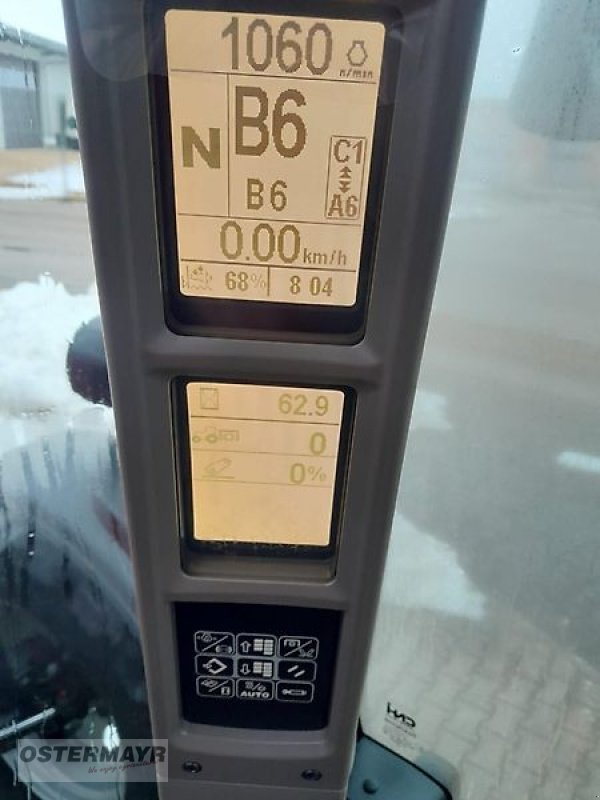 1060
n/min
N
B6
C1
B6
A6
0.00 km/h
68% 8 04
62.9
0
0%
AUTO
OSTERMAYR